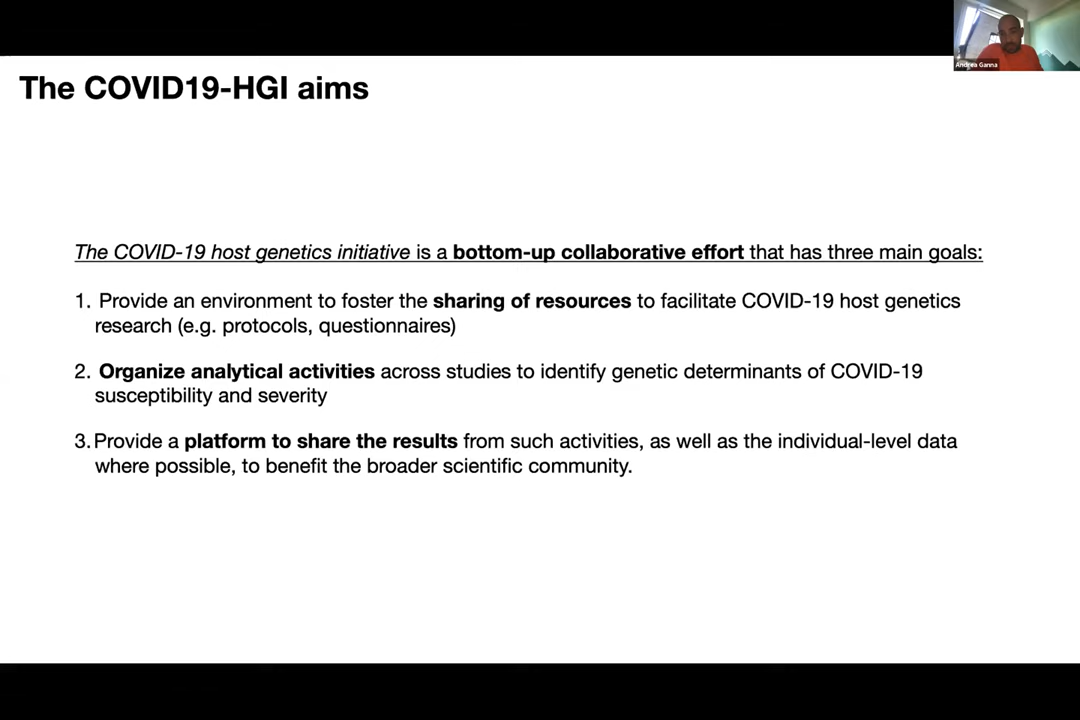 Andrea Ganna
The COVID19-HGI aims
The COVID-19 host genetics initiative is a bottom-up collaborative effort that has three main goals:
1. Provide an environment to foster the sharing of resources to facilitate COVID-19 host genetics
research (e.g. protocols, questionnaires)
2. Organize analytical activities across studies to identify genetic determinants of COVID-19
susceptibility and severity
3. Provide a platform to share the results from such activities, as well as the individual-level data
where possible, to benefit the broader scientific community.